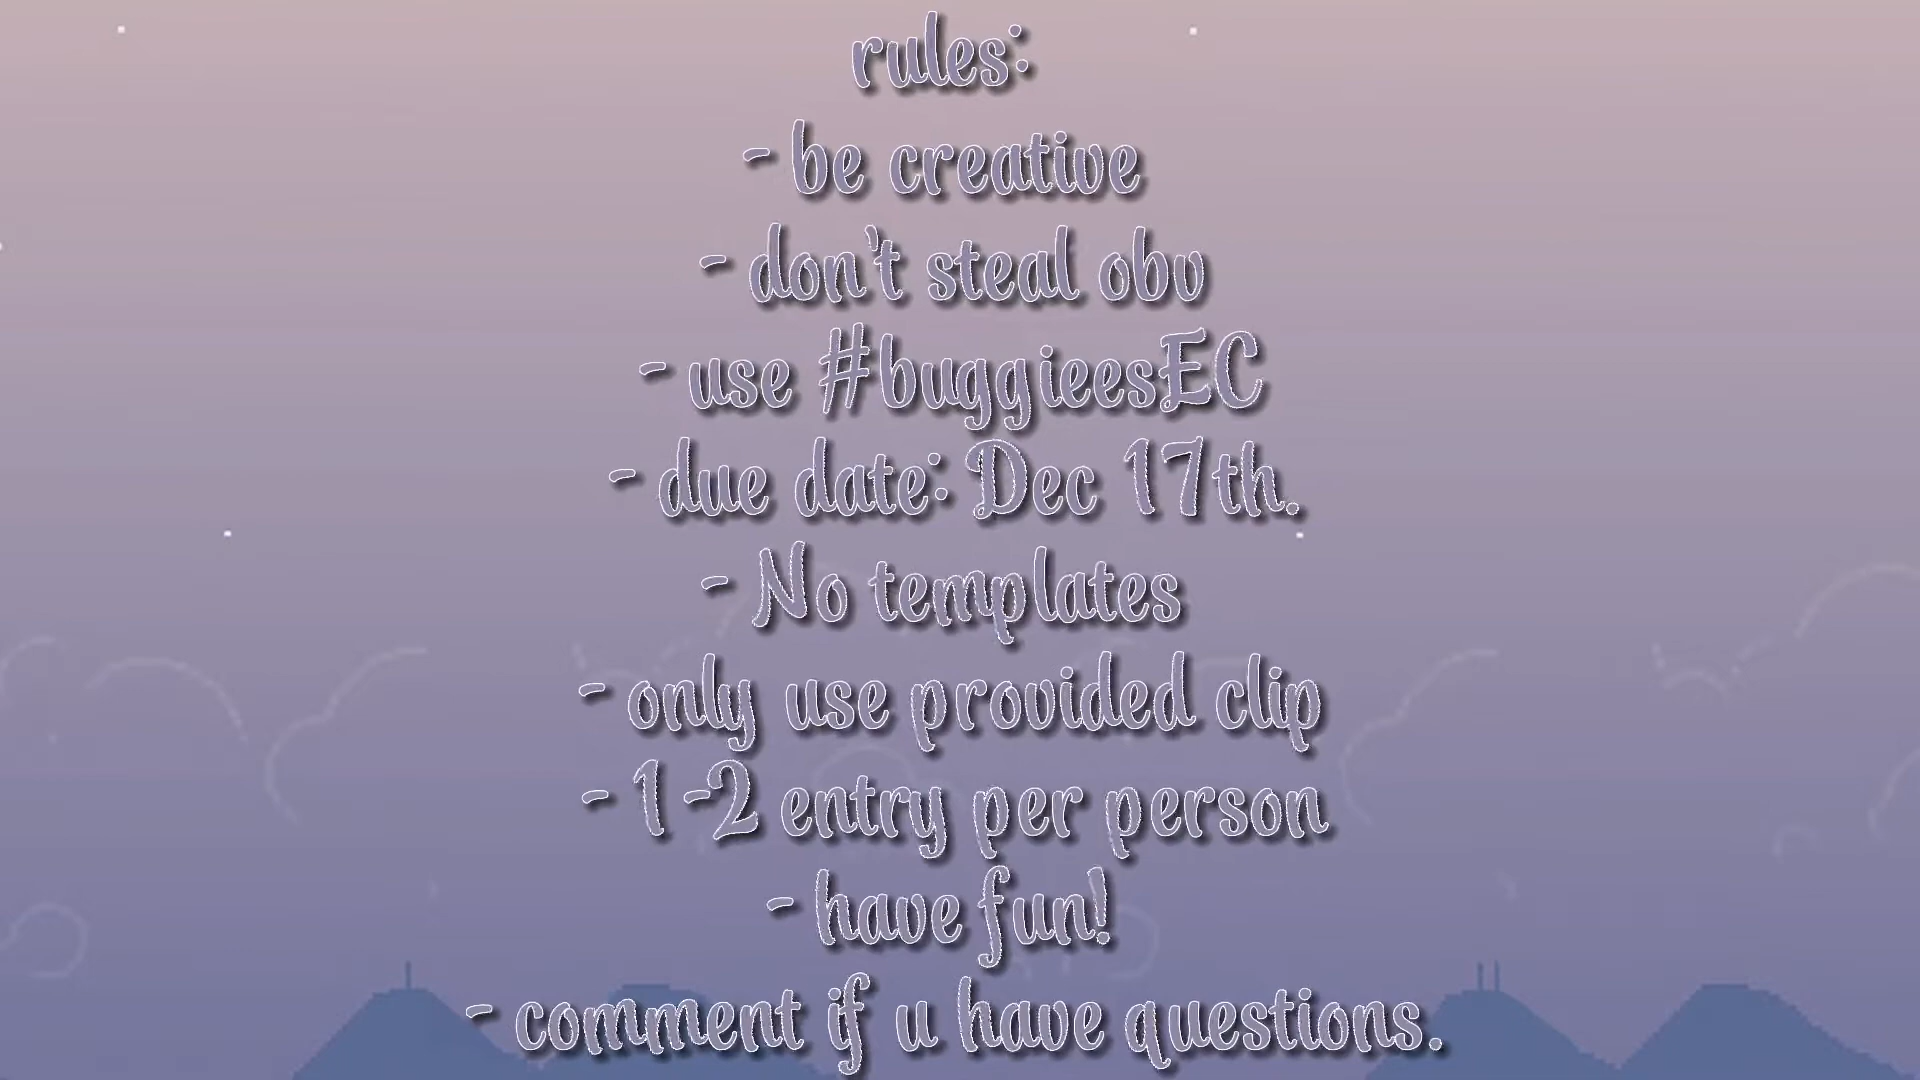 rules:
- be creative
- don't steal obv
- use #buggieesEC
- due date: Dec 17th.
- No templates
- only use provided clip
- 1-2 entry per person
- have fun!
- comment if u have questions.